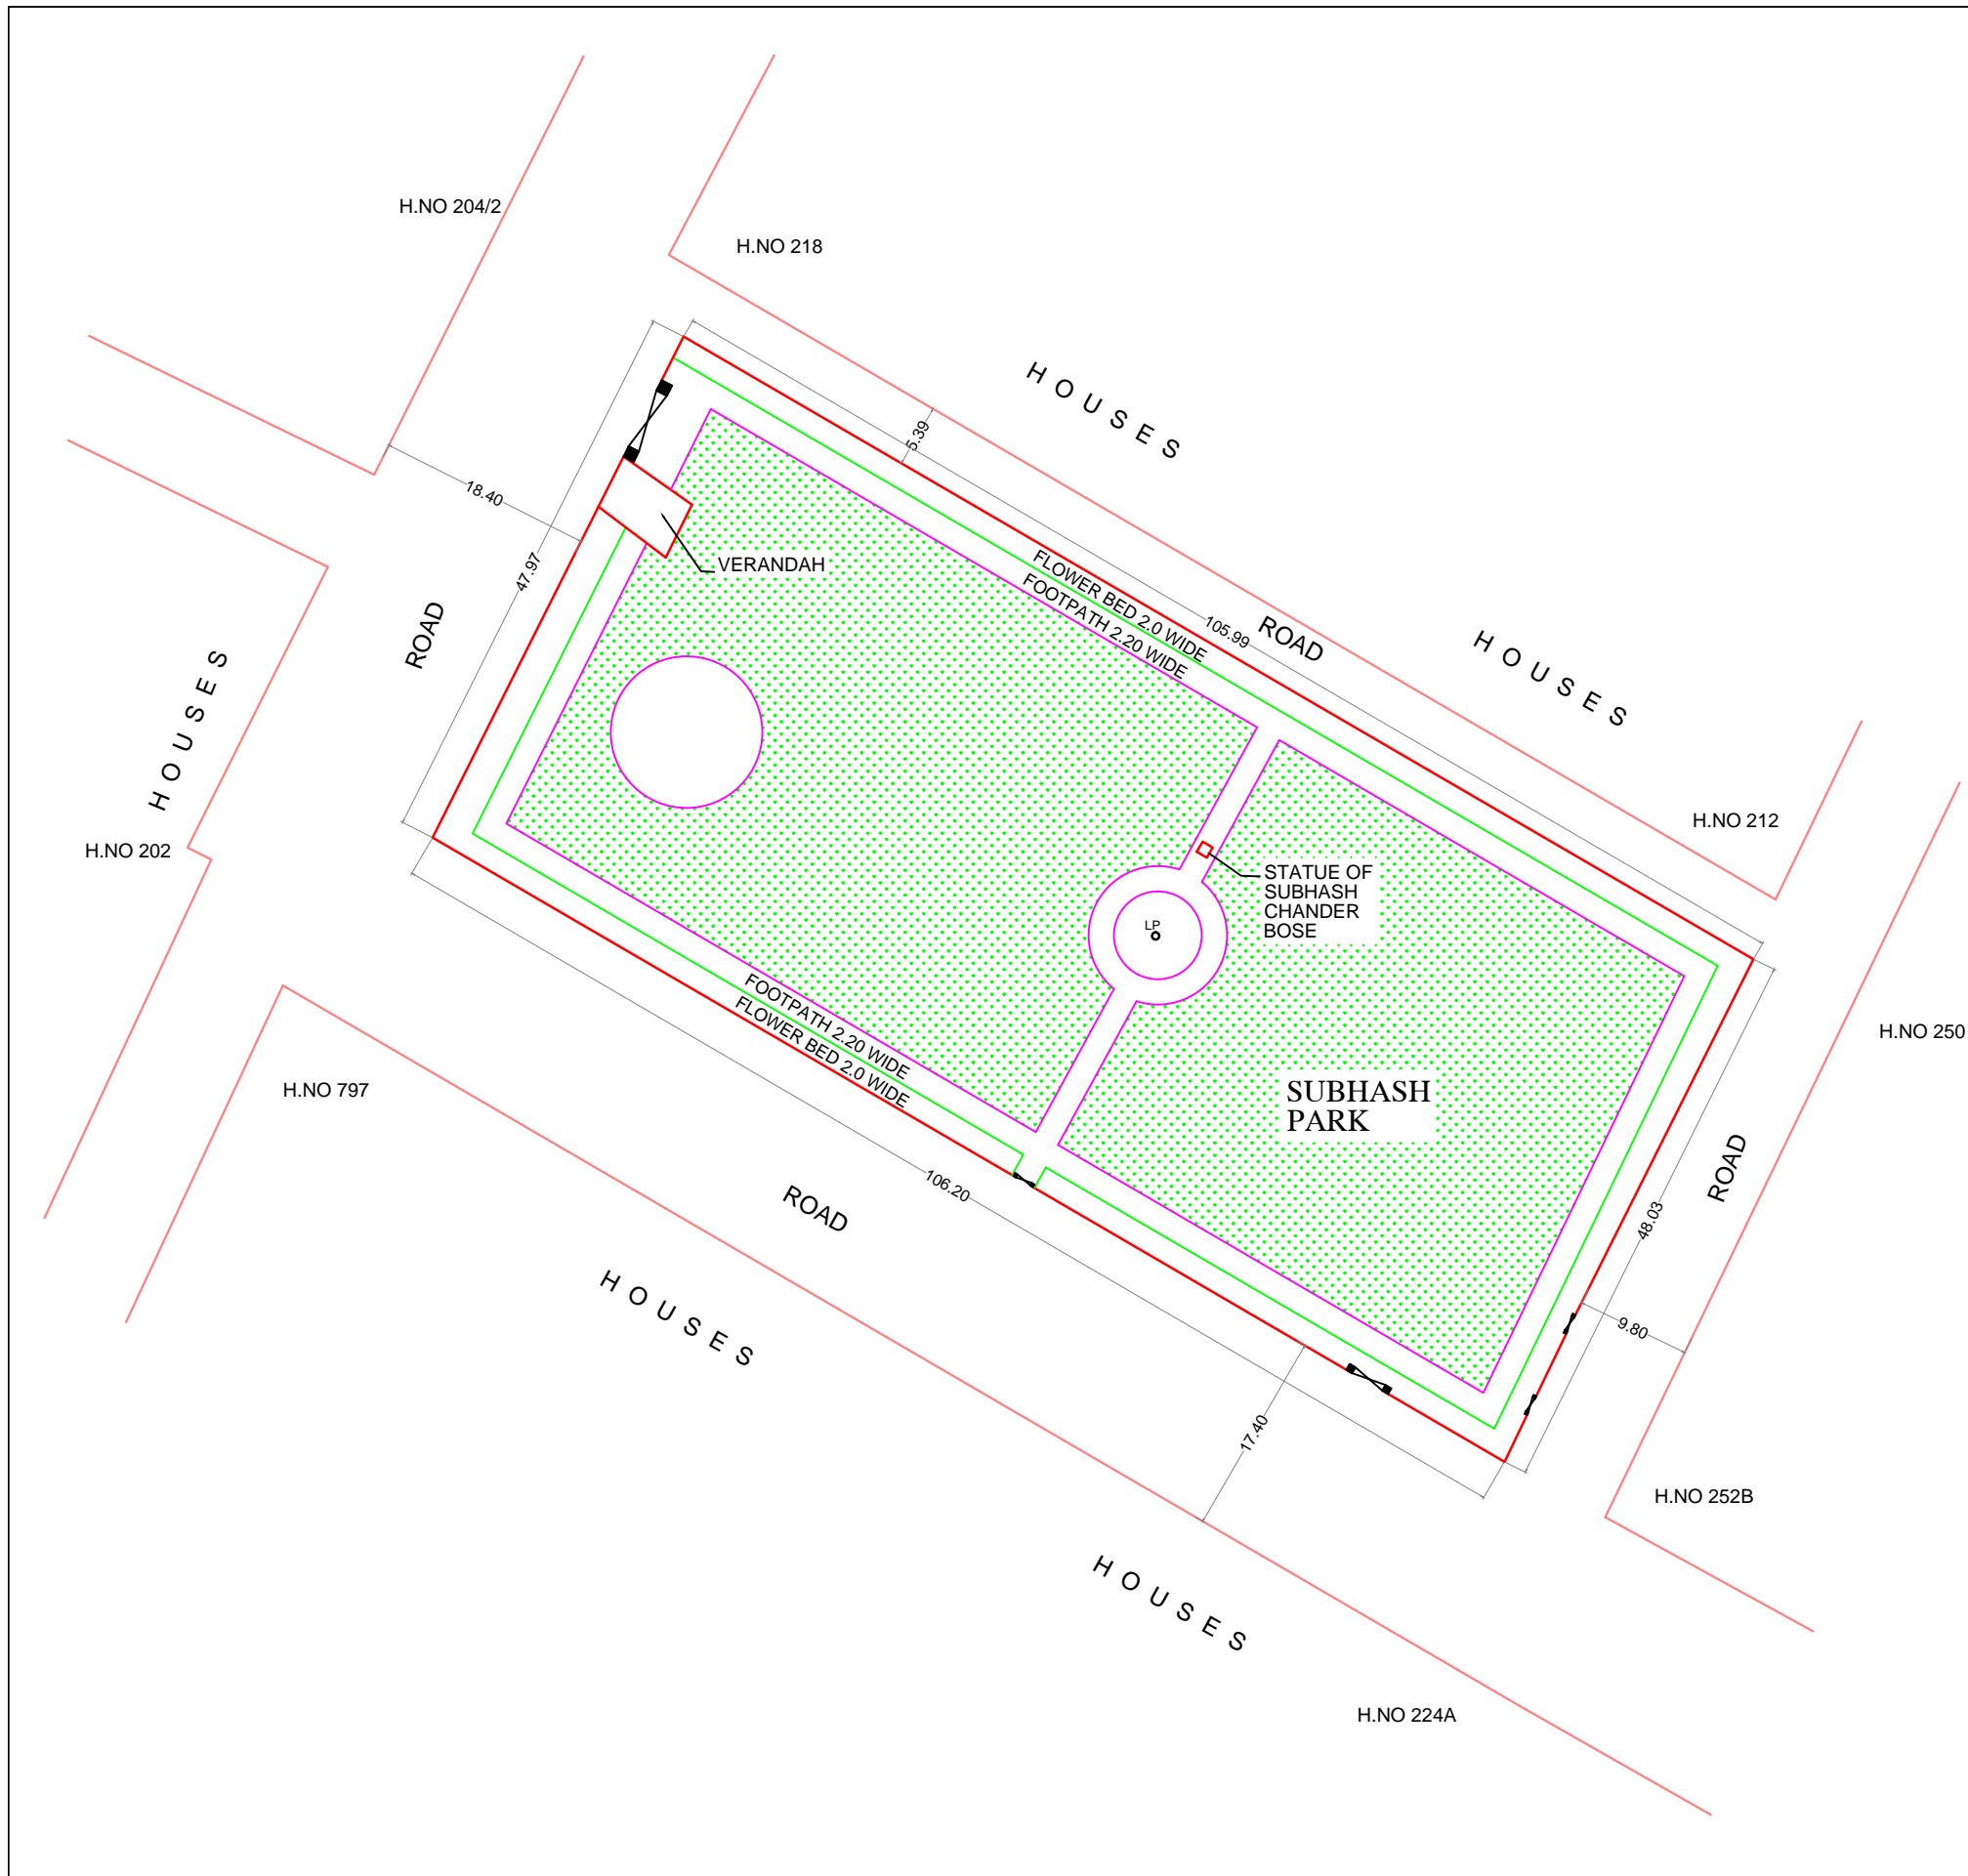 H.NO 204/2
H.NO 218
HOUSES
5.39
18.40
47.97
VERANDAH
FLOWER BED 2.0 WIDE
FOOTPATH 2.20 WIDE
105.99
ROAD
HOUSES
ROAD
HOUSES
H.NO 202
H.NO 212
STATUE OF
SUBHASH
CHANDER
BOSE
LP
FOOTPATH 2.20 WIDE
FLOWER BED 2.0 WIDE
H.NO 250
H.NO 797
SUBHASH
PARK
ROAD
106.20
ROAD
48.03
HOUSES
9.80
17.40
H.NO 252B
HOUSES
H.NO 224A